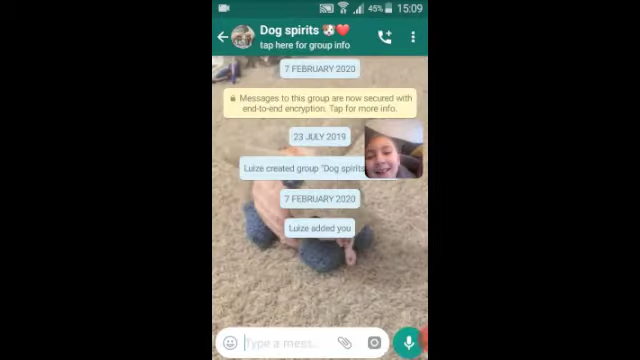 45% 15:09
Dog spirits 🐶❤️
tap here for group info
7 FEBRUARY 2020
Messages to this group are now secured with
end-to-end encryption. Tap for more info.
23 JULY 2019
Luize created group "Dog spirits
7 FEBRUARY 2020
Luize added you
Type a mess...